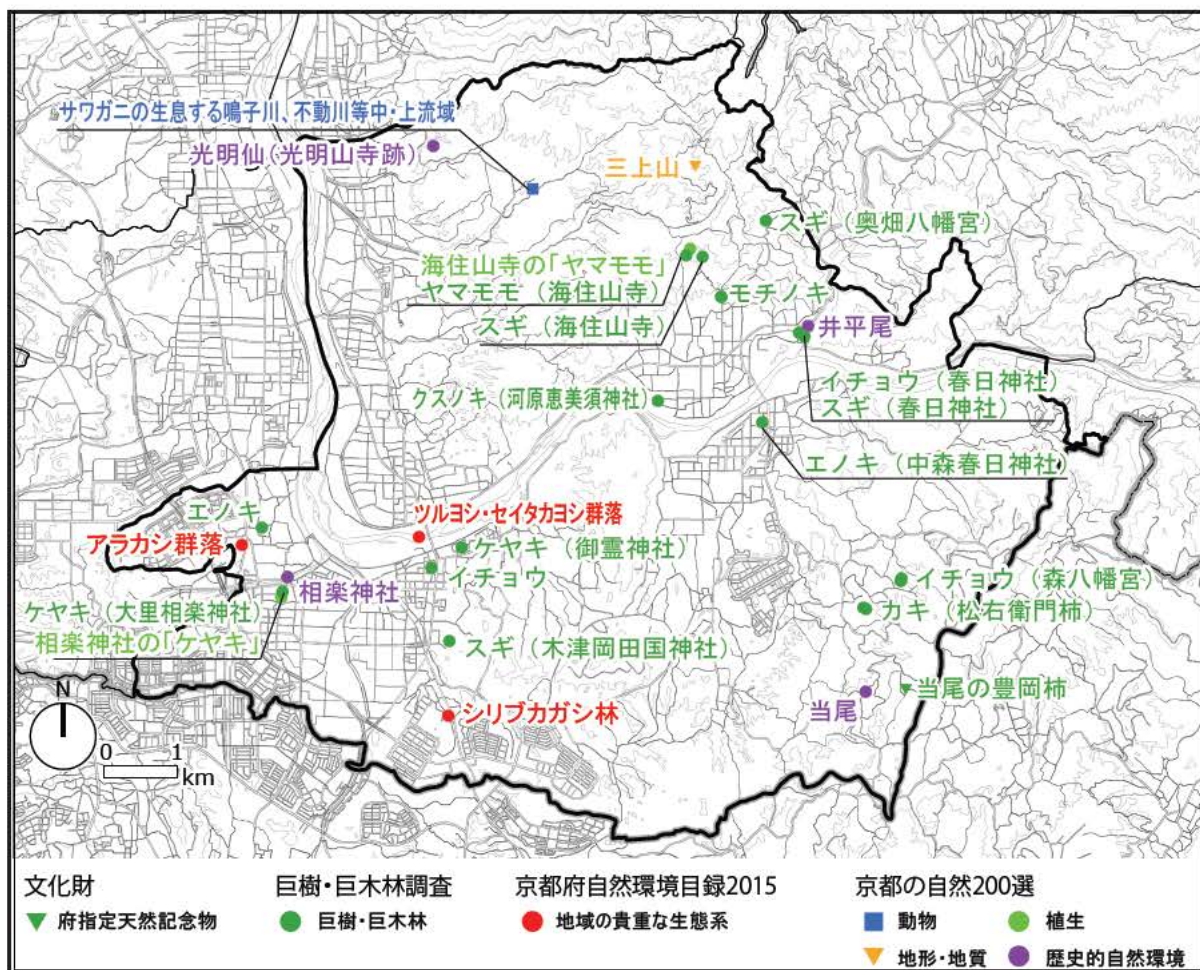 サワガニの生息する鳴子川、不動川等中・上流域
光明仙(光明山寺跡)
三上山
スギ（奥畑八幡宮）
海住山寺の「ヤマモモ」
ヤマモモ（海住山寺）
スギ（海住山寺）
モチノキ
井平尾
イチョウ（春日神社）
スギ（春日神社）
クスノキ（河原恵美須神社）
エノキ（中森春日神社）
エノキ
アラカシ群落
ツルヨシ・セイタカヨシ群落
ケヤキ（御霊神社）
イチョウ
相楽神社
ケヤキ（大里相楽神社）
相楽神社の「ケヤキ」
スギ（木津岡田国神社）
イチョウ（森八幡宮）
カキ（松右衛門柿）
当尾の豊岡柿
当尾
シリブカガシ林
N
0 1
km
文化財
府指定天然記念物
巨樹・巨木林調査
巨樹・巨木林
京都府自然環境目録2015
地域の貴重な生態系
京都の自然200選
動物
植生
地形・地質
歴史的自然環境